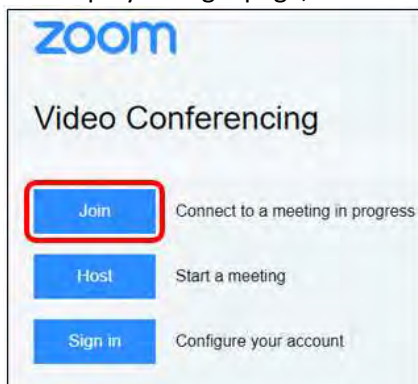 zoom
Video Conferencing
Join Connect to a meeting in progress
Host Start a meeting
Sign in Configure your account